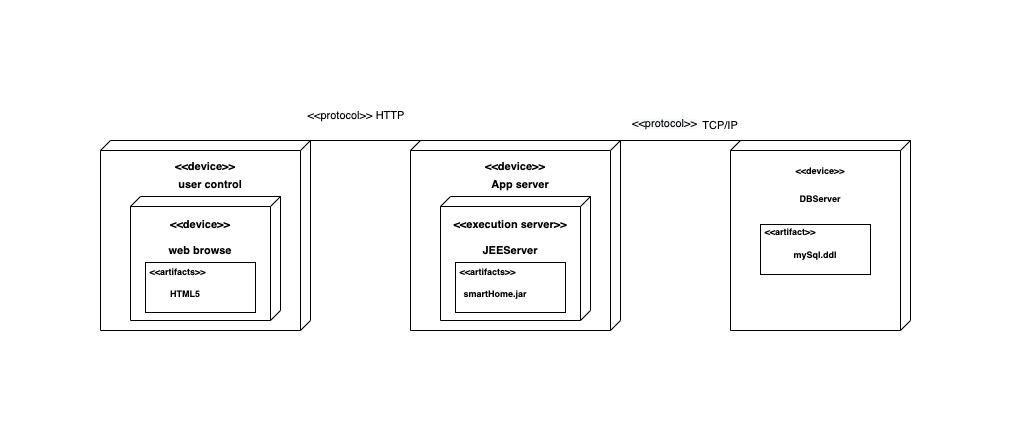 <<protocol>> HTTP
<<protocol>> TCP/IP
<<device>>
user control
<<device>>
web browse
<<artifacts>>
HTML5
<<device>>
App server
<<execution server>>
JEEServer
<<artifacts>>
smartHome.jar
<<device>>
DBServer
<<artifact>>
mySql.ddl